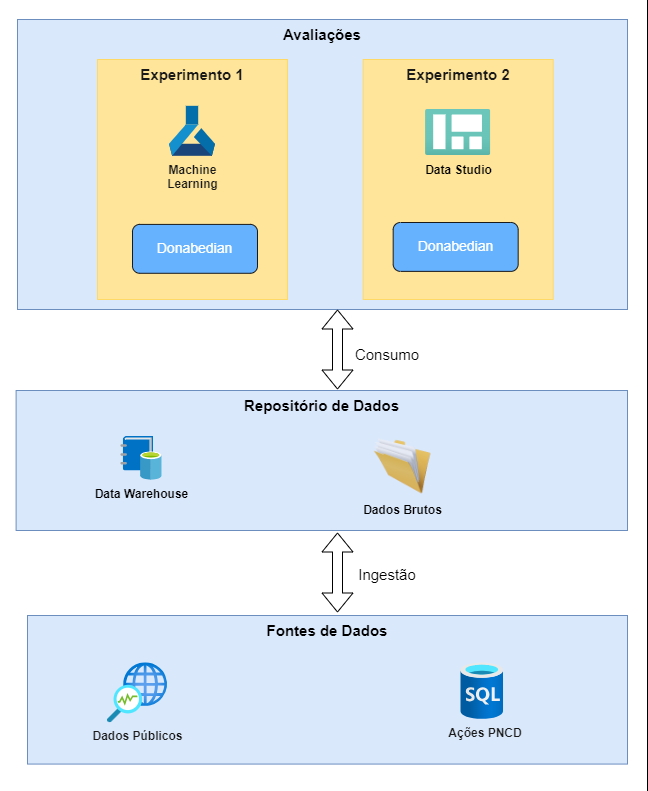 Avaliações
Experimento 1
Experimento 2
Machine
Learning
Data Studio
Donabedian
Donabedian
Consumo
Repositório de Dados
Data Warehouse
Dados Brutos
Ingestão
Fontes de Dados
SQL
Dados Públicos
Ações PNCD